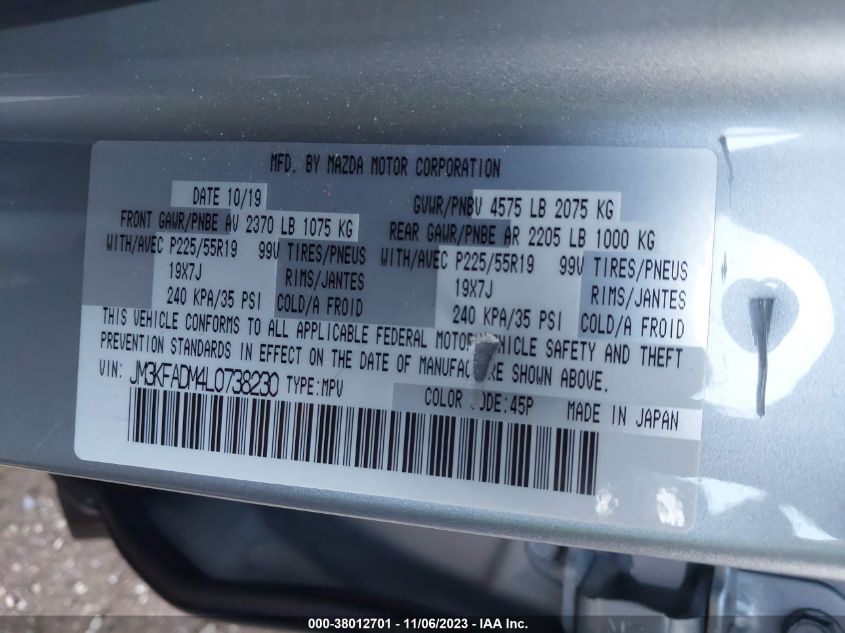 MFD. BY MAZDA MOTOR CORPORATION
DATE 10/19
GVWR/PNBV 4575 LB 2075 KG
FRONT GAWR/PNBE AV 2370 LB 1075 KG
REAR GAWR/PNBE AR 2205 LB 1000 KG
WITH/AVEC P225/55R19 99V TIRES/PNEUS
19X7J RIMS/JANTES
240 KPA/35 PSI COLD/A FROID
WITH/AVEC P225/55R19 99V TIRES/PNEUS
19X7J RIMS/JANTES
240 KPA/35 PSI COLD/A FROID
THIS VEHICLE CONFORMS TO ALL APPLICABLE FEDERAL MOTOR VEHICLE SAFETY AND THEFT
PREVENTION STANDARDS IN EFFECT ON THE DATE OF MANUFACTURE SHOWN ABOVE.
VIN: JM3KFADM4L0738230 TYPE:MPV
COLOR CODE:45P MADE IN JAPAN
000-38012701 - 11/06/2023 - IAA Inc.